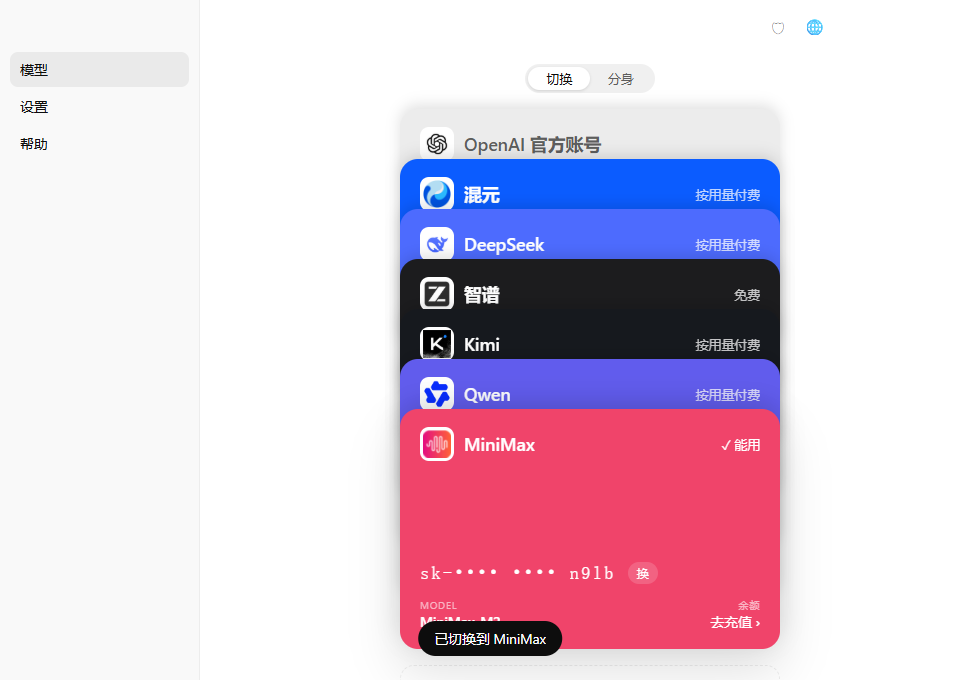 模型
设置
帮助
切换 分身
OpenAI 官方账号
混元 按用量付费
DeepSeek 按用量付费
智谱 免费
Kimi 按用量付费
Qwen 按用量付费
MiniMax ✓ 能用
sk-•••• •••• n9lb 换
MODEL 余额
去充值 ›
已切换到 MiniMax